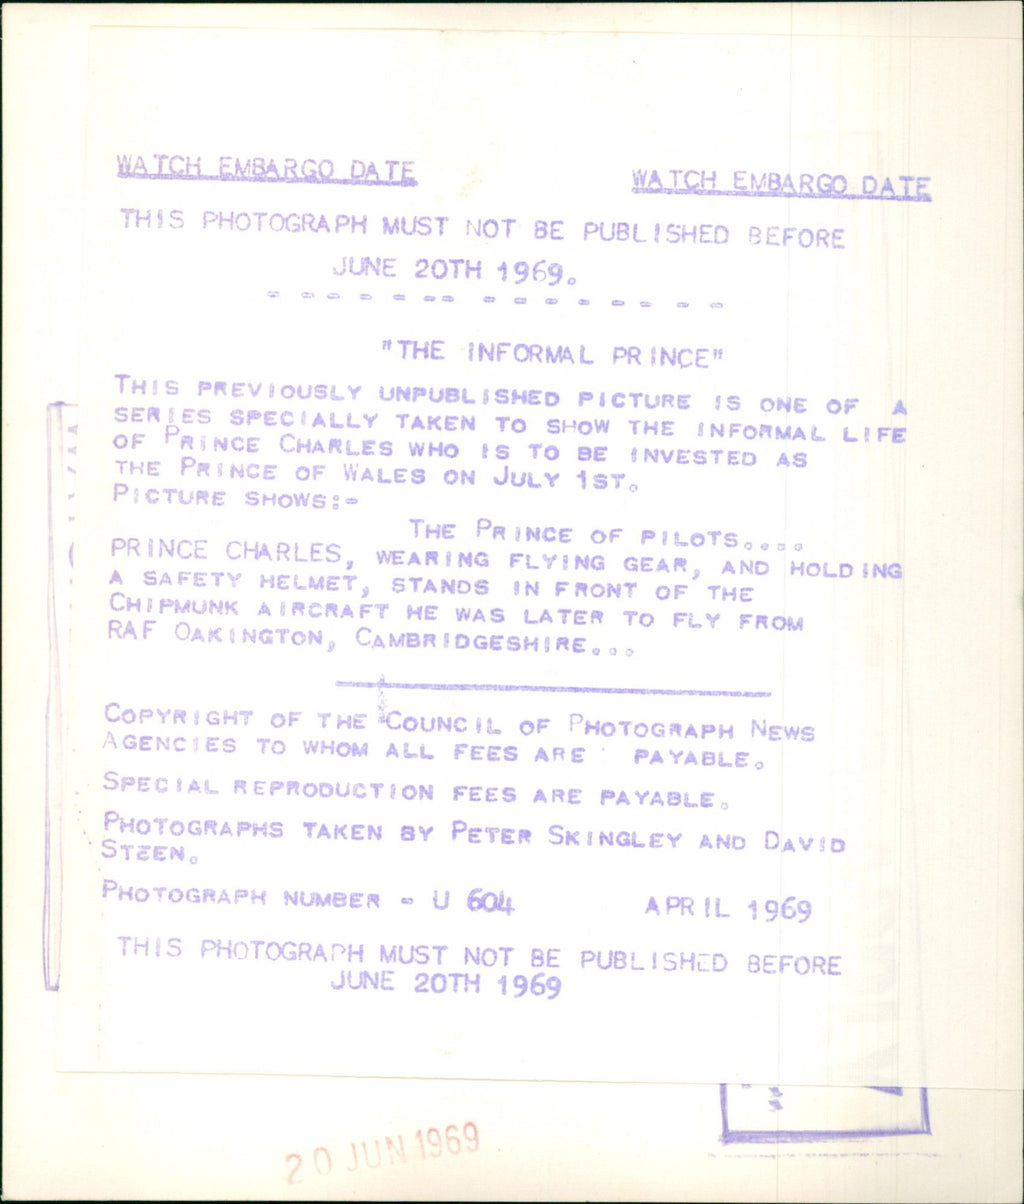 WATCH EMBARGO DATE
WATCH EMBARGO DATE
THIS PHOTOGRAPH MUST NOT BE PUBLISHED BEFORE
JUNE 20TH 1969.
- - - - - -- - - - - - - -
"THE INFORMAL PRINCE"
THIS PREVIOUSLY UNPUBLISHED PICTURE IS ONE OF A
SERIES SPECIALLY TAKEN TO SHOW THE INFORMAL LIFE
OF PRINCE CHARLES WHO IS TO BE INVESTED AS
THE PRINCE OF WALES ON JULY 1ST.
PICTURE SHOWS:-
THE PRINCE OF PILOTS....
PRINCE CHARLES, WEARING FLYING GEAR, AND HOLDING
A SAFETY HELMET, STANDS IN FRONT OF THE
CHIPMUNK AIRCRAFT HE WAS LATER TO FLY FROM
RAF OAKINGTON, CAMBRIDGESHIRE...
COPYRIGHT OF THE COUNCIL OF PHOTOGRAPH NEWS
AGENCIES TO WHOM ALL FEES ARE PAYABLE.
SPECIAL REPRODUCTION FEES ARE PAYABLE.
PHOTOGRAPHS TAKEN BY PETER SKINGLEY AND DAVID
STEEN.
PHOTOGRAPH NUMBER - U 604 APRIL 1969
THIS PHOTOGRAPH MUST NOT BE PUBLISHED BEFORE
JUNE 20TH 1969
20 JUN 1969